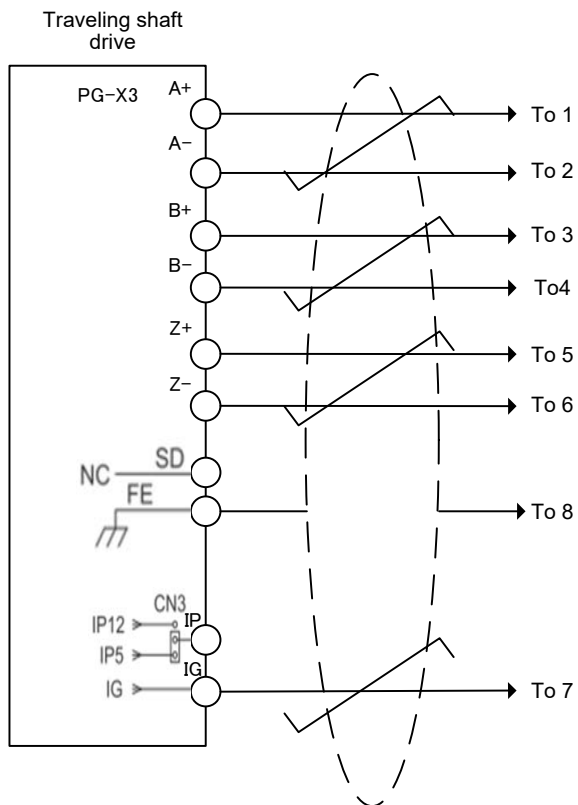 Traveling shaft
drive
PG-X3
A+
To 1
A-
To 2
B+
To 3
B-
To4
Z+
To 5
Z-
To 6
NC
SD
FE
To 8
CN3
IP12
IP
IP5
IG
IG
To 7